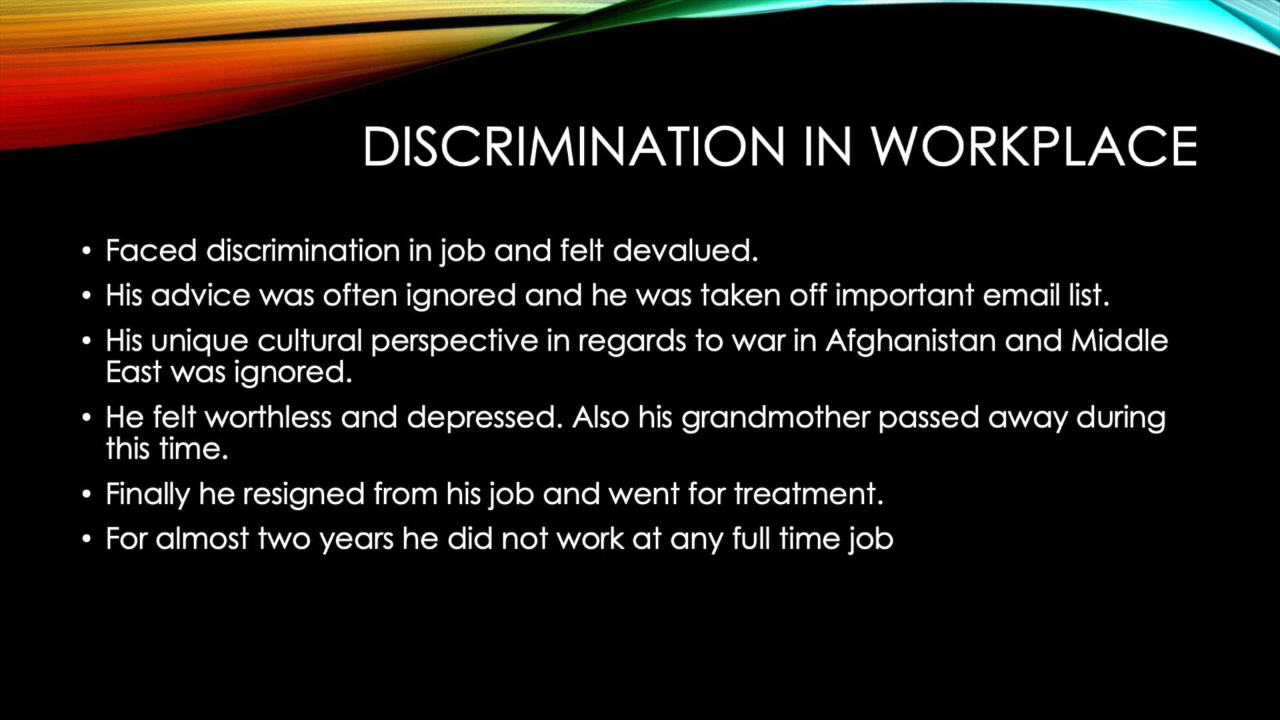 DISCRIMINATION IN WORKPLACE
• Faced discrimination in job and felt devalued.
• His advice was often ignored and he was taken off important email list.
• His unique cultural perspective in regards to war in Afghanistan and Middle
East was ignored.
• He felt worthless and depressed. Also his grandmother passed away during
this time.
• Finally he resigned from his job and went for treatment.
• For almost two years he did not work at any full time job